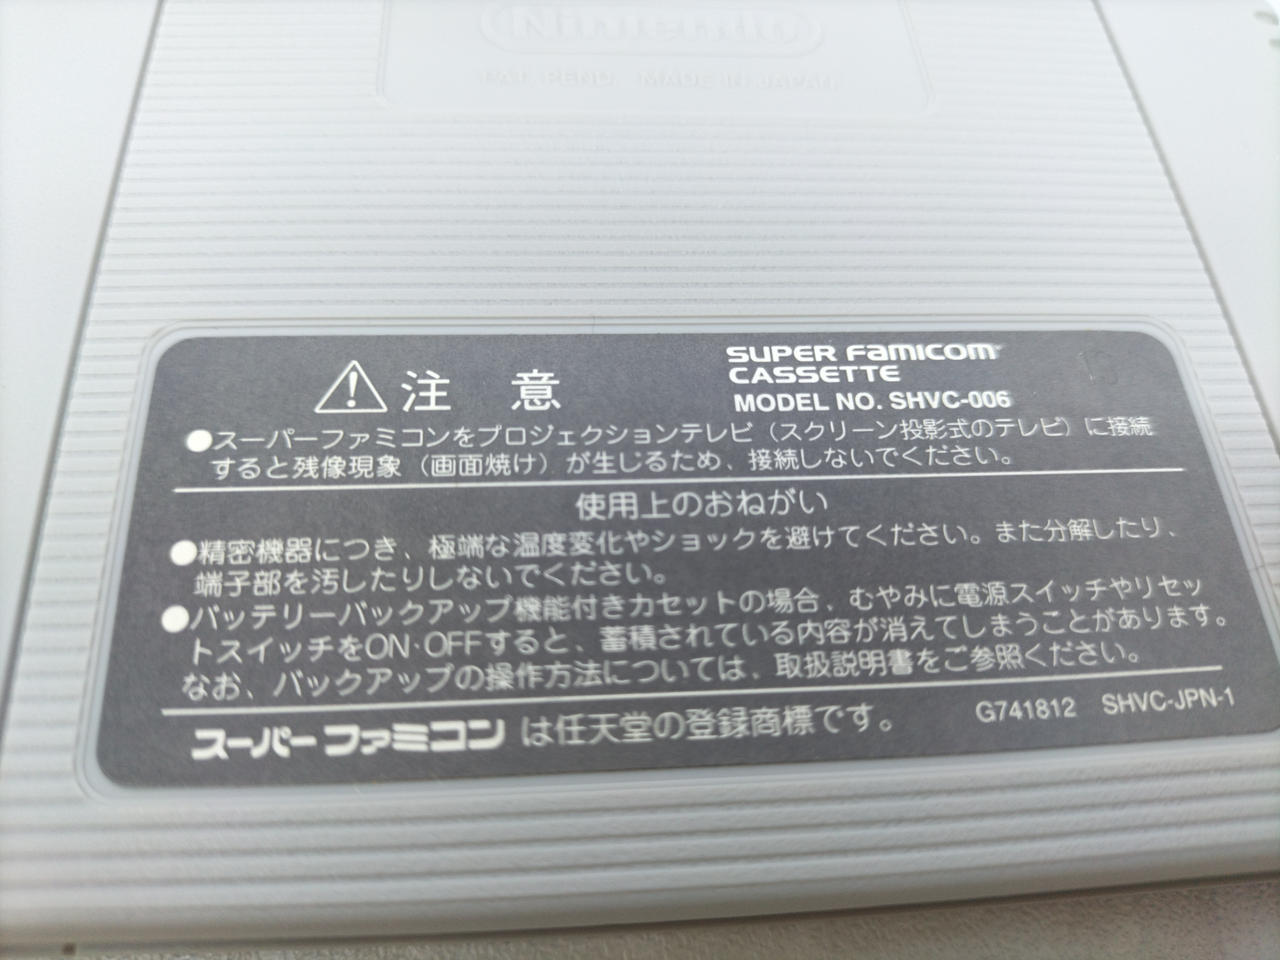 Nintendo
PAT. PEND. MADE IN JAPAN
注 意
SUPER FAMICOM
CASSETTE
MODEL NO. SHVC-006
●スーパーファミコンをプロジェクションテレビ（スクリーン投影式のテレビ）に接続
すると残像現象（画面焼け）が生じるため、接続しないでください。
使用上のおねがい
●精密機器につき、極端な温度変化やショックを避けてください。また分解したり、
端子部を汚したりしないでください。
●バッテリーバックアップ機能付きカセットの場合、むやみに電源スイッチやリセッ
トスイッチをON·OFFすると、蓄積されている内容が消えてしまうことがあります。
なお、バックアップの操作方法については、取扱説明書をご参照ください。
スーパーファミコン は任天堂の登録商標です。
G741812 SHVC-JPN-1